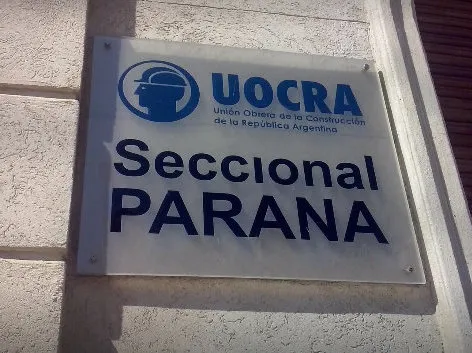 UOCRA
Unión Obrera de la Construcción
de la República Argentina
Seccional
PARANA